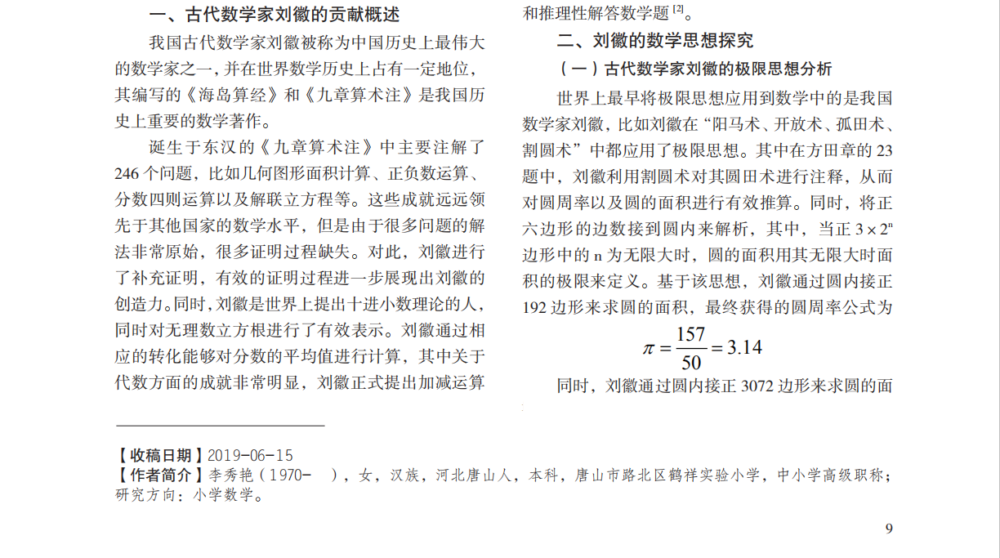 一、古代数学家刘徽的贡献概述
我国古代数学家刘徽被称为中国历史上最伟大
的数学家之一，并在世界数学历史上占有一定地位，
其编写的《海岛算经》和《九章算术注》是我国历
史上重要的数学著作。
诞生于东汉的《九章算术注》中主要注解了
246 个问题，比如几何图形面积计算、正负数运算、
分数四则运算以及解联立方程等。这些成就远远领
先于其他国家的数学水平，但是由于很多问题的解
法非常原始，很多证明过程缺失。对此，刘徽进行
了补充证明，有效的证明过程进一步展现出刘徽的
创造力。同时，刘徽是世界上提出十进小数理论的人，
同时对无理数立方根进行了有效表示。刘徽通过相
应的转化能够对分数的平均值进行计算，其中关于
代数方面的成就非常明显，刘徽正式提出加减运算
和推理性解答数学题 [2]。
二、刘徽的数学思想探究
（一）古代数学家刘徽的极限思想分析
世界上最早将极限思想应用到数学中的是我国
数学家刘徽，比如刘徽在“阳马术、开放术、孤田术、
割圆术”中都应用了极限思想。其中在方田章的 23
题中，刘徽利用割圆术对其圆田术进行注释，从而
对圆周率以及圆的面积进行有效推算。同时，将正
六边形的边数接到圆内来解析，其中，当正 3×2ⁿ
边形中的 n 为无限大时，圆的面积用其无限大时面
积的极限来定义。基于该思想，刘徽通过圆内接正
192 边形来求圆的面积，最终获得的圆周率公式为
π = 157/50 = 3.14
同时，刘徽通过圆内接正 3072 边形来求圆的面
【收稿日期】2019-06-15
【作者简介】李秀艳（1970- ），女，汉族，河北唐山人，本科，唐山市路北区鹤祥实验小学，中小学高级职称；
研究方向：小学数学。
9